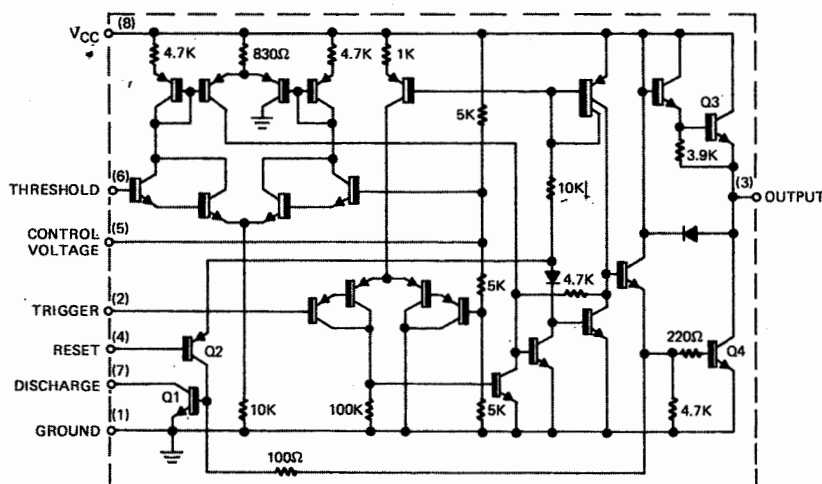 VCC (8)
4.7K 830Ω 4.7K 1K
5K
Q3
3.9K
(6)
THRESHOLD
10K
(3)
OUTPUT
(5)
CONTROL
VOLTAGE
5K
4.7K
(2)
TRIGGER
(4)
RESET
Q2
220Ω
Q4
(7)
DISCHARGE
Q1
10K 100K 5K 4.7K
(1)
GROUND
100Ω